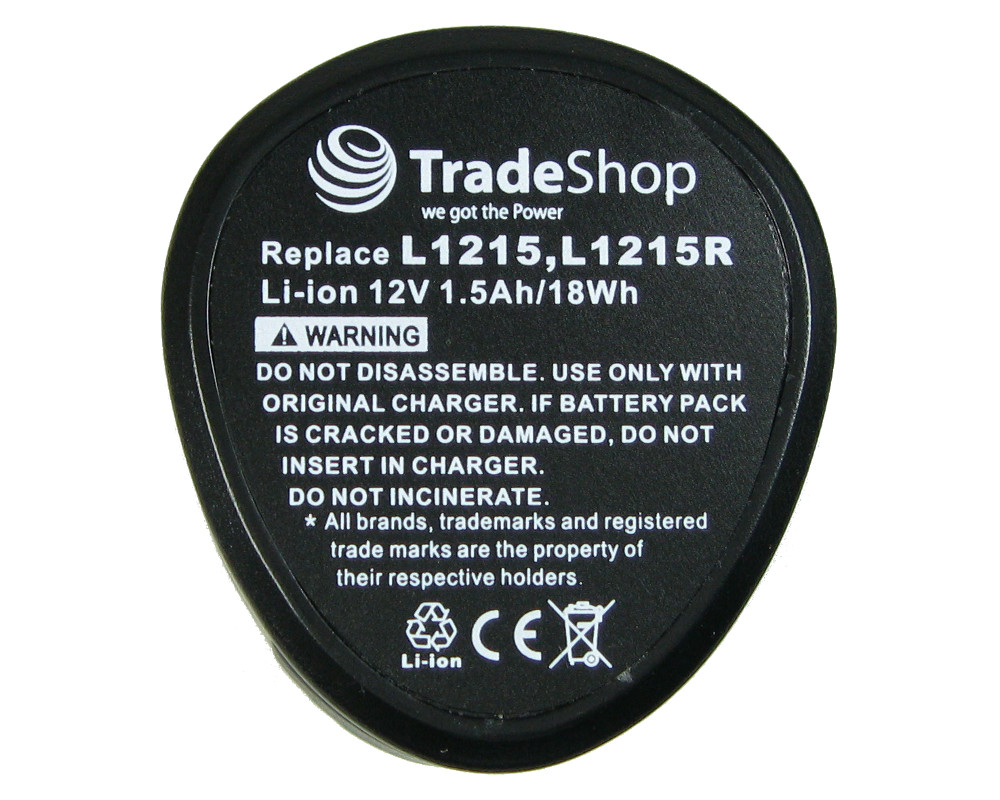 TradeShop
we got the Power
Replace L1215,L1215R
Li-ion 12V 1.5Ah/18Wh
WARNING
DO NOT DISASSEMBLE. USE ONLY WITH
ORIGINAL CHARGER. IF BATTERY PACK
IS CRACKED OR DAMAGED, DO NOT
INSERT IN CHARGER.
DO NOT INCINERATE.
* All brands, trademarks and registered
trade marks are the property of
their respective holders.
CE
Li-ion